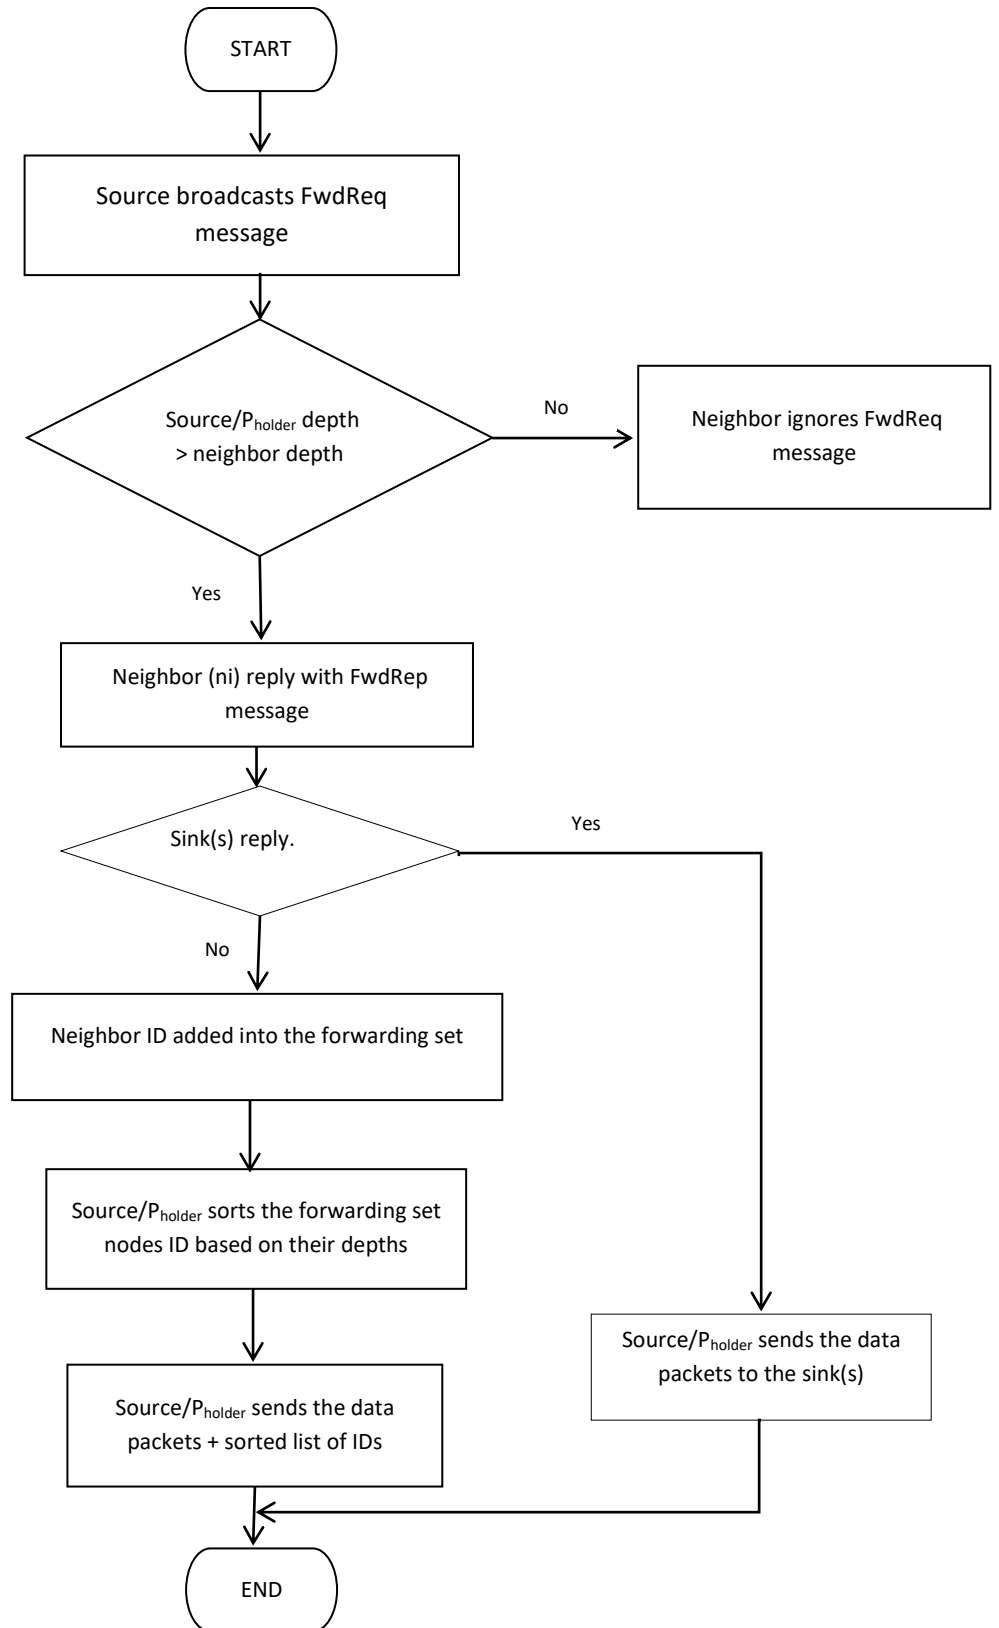 START
Source broadcasts FwdReq
message
Source/Pholder depth
> neighbor depth
No
Neighbor ignores FwdReq
message
Yes
Neighbor (ni) reply with FwdRep
message
Sink(s) reply.
Yes
No
Neighbor ID added into the forwarding set
Source/Pholder sorts the forwarding set
nodes ID based on their depths
Source/Pholder sends the data
packets to the sink(s)
Source/Pholder sends the data
packets + sorted list of IDs
END